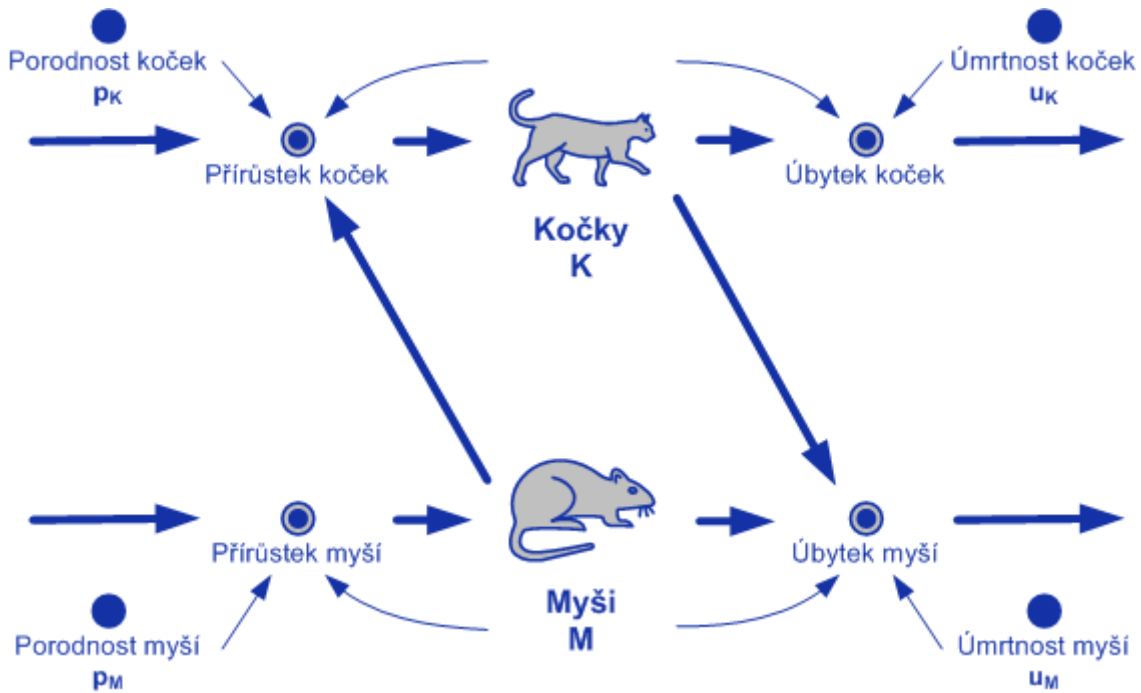 Porodnost koček
pK
Úmrtnost koček
uK
Přírůstek koček
Úbytek koček
Kočky
K
Přírůstek myší
Úbytek myší
Myši
M
Porodnost myší
pM
Úmrtnost myší
uM